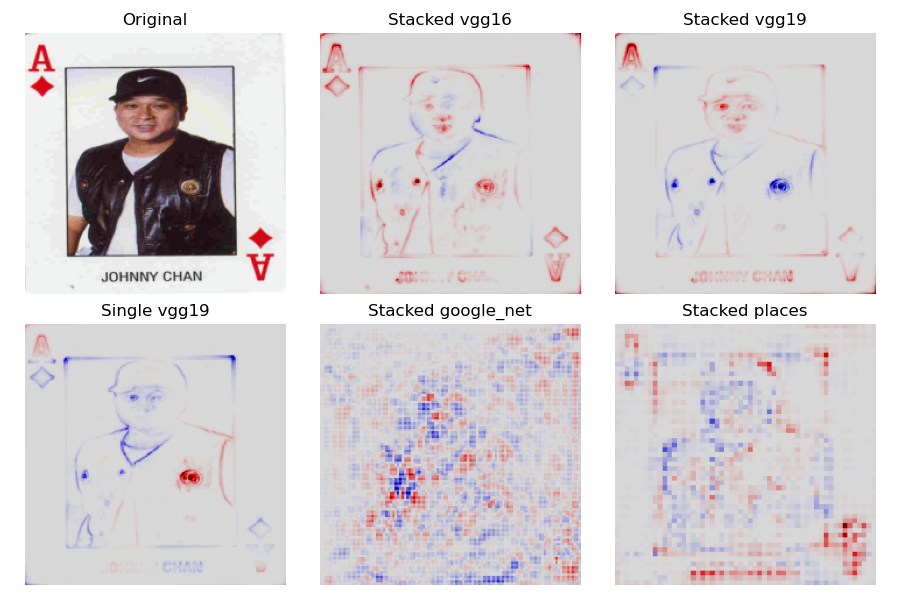 Original
Stacked vgg16
Stacked vgg19
A
JOHNNY CHAN
A
A
JOHNNY CHAN
A
A
JOHNNY CHAN
Single vgg19
Stacked google_net
Stacked places
A
JOHNNY CHAN
A